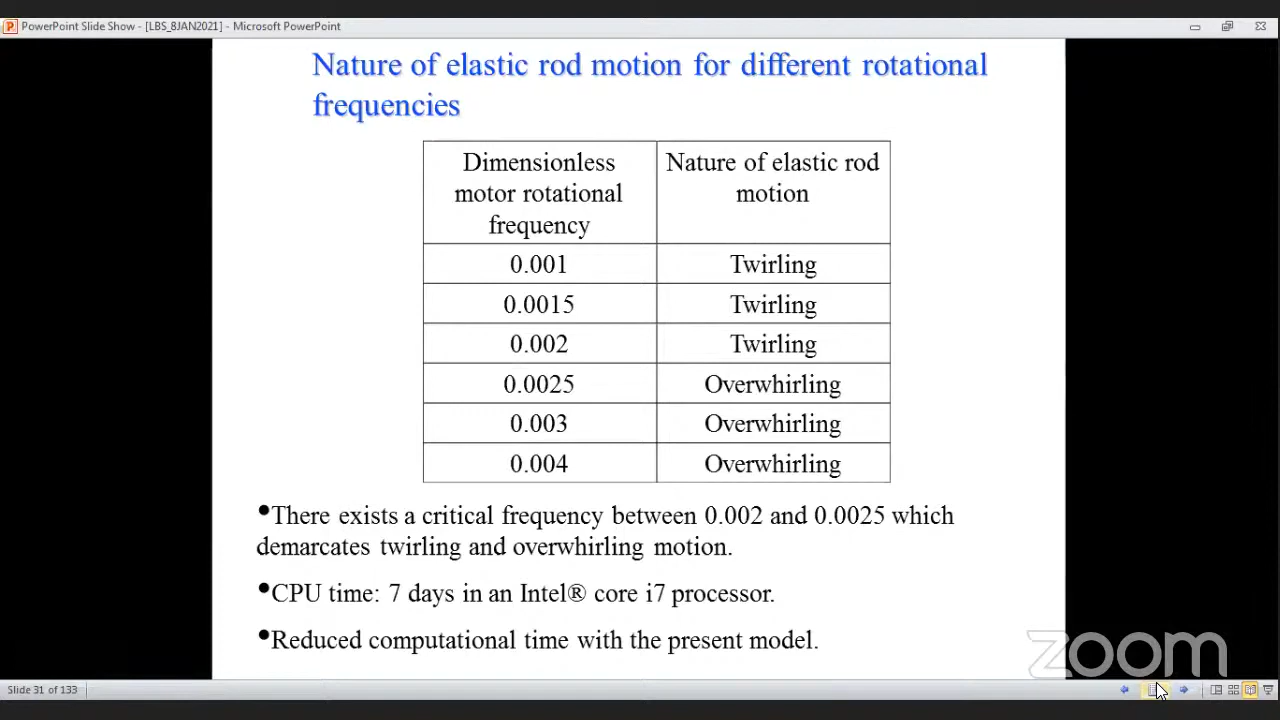 PowerPoint Slide Show - [LBS_8JAN2021] - Microsoft PowerPoint
Nature of elastic rod motion for different rotational
frequencies
Dimensionless
motor rotational
frequency
Nature of elastic rod
motion
0.001 Twirling
0.0015 Twirling
0.002 Twirling
0.0025 Overwhirling
0.003 Overwhirling
0.004 Overwhirling
•There exists a critical frequency between 0.002 and 0.0025 which
demarcates twirling and overwhirling motion.
•CPU time: 7 days in an Intel® core i7 processor.
•Reduced computational time with the present model.
zoom
Slide 31 of 133